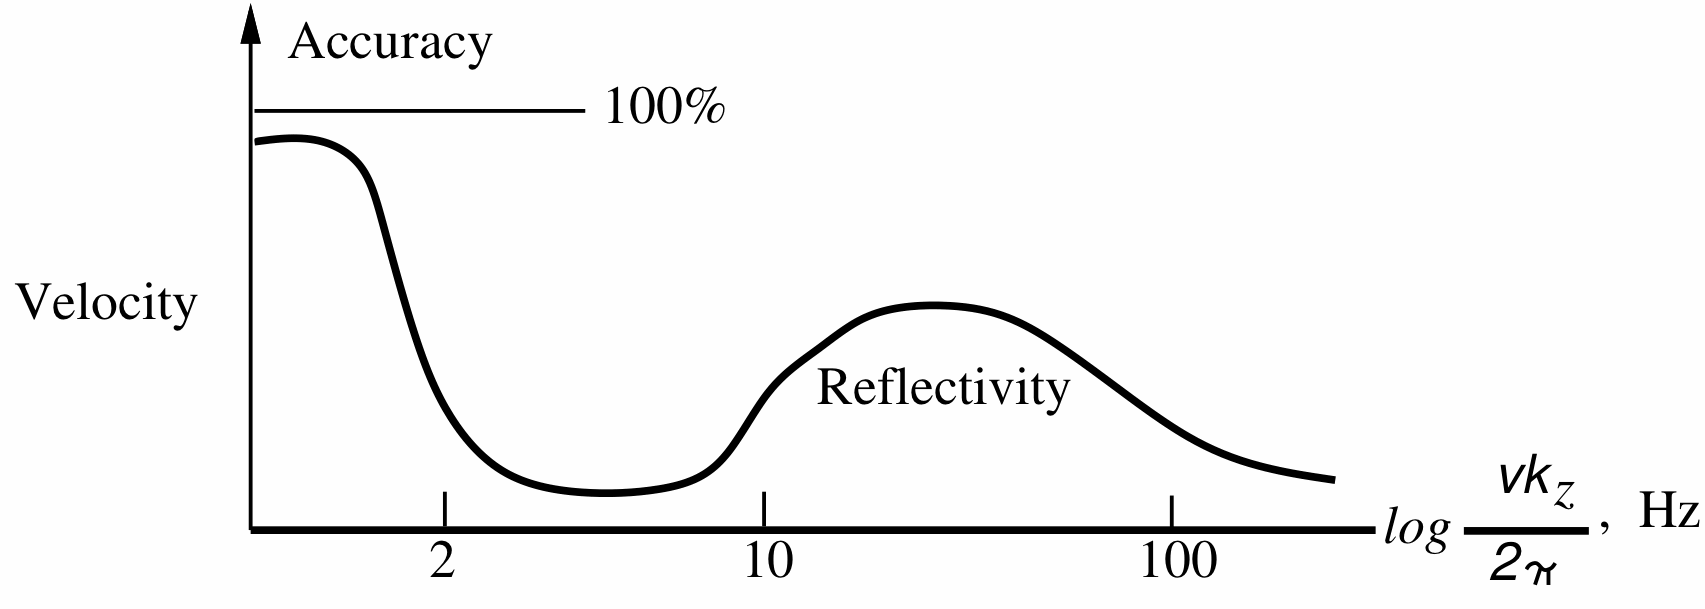 Accuracy
100%
Velocity
Reflectivity
2
10
100
log vk_z / 2π , Hz